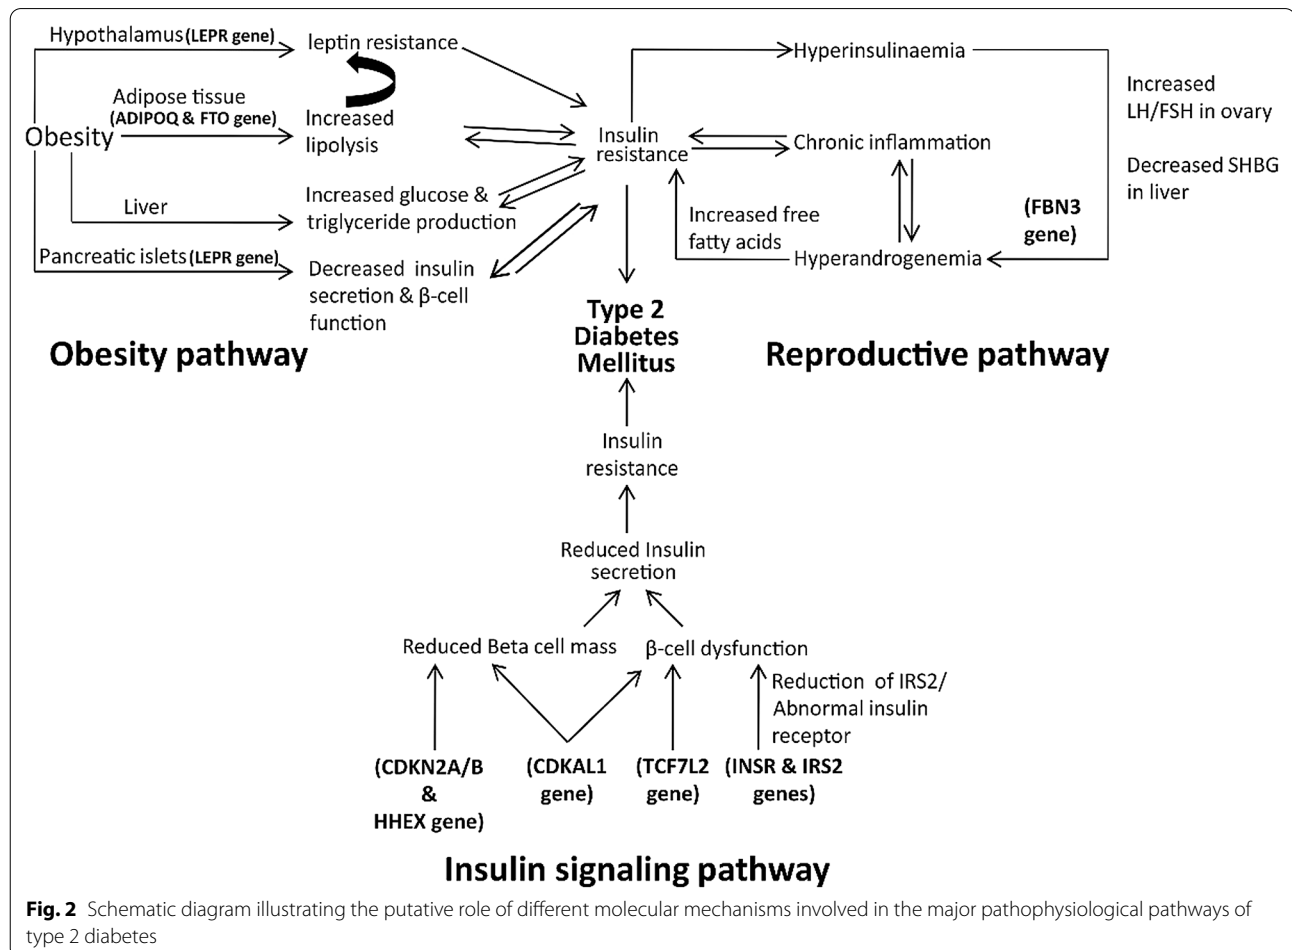 Hypothalamus (LEPR gene)
leptin resistance
Adipose tissue
(ADIPOQ & FTO gene)
Obesity
Increased
lipolysis
Liver
Increased glucose &
triglyceride production
Pancreatic islets (LEPR gene)
Decreased insulin
secretion & β-cell
function
Obesity pathway
Insulin
resistance
Type 2
Diabetes
Mellitus
Hyperinsulinaemia
Increased
LH/FSH in ovary
Chronic inflammation
Decreased SHBG
in liver
Increased free
fatty acids
(FBN3
gene)
Hyperandrogenemia
Reproductive pathway
Insulin
resistance
Reduced Insulin
secretion
Reduced Beta cell mass
β-cell dysfunction
Reduction of IRS2/
Abnormal insulin
receptor
(CDKN2A/B
&
HHEX gene)
(CDKAL1
gene)
(TCF7L2
gene)
(INSR & IRS2
genes)
Insulin signaling pathway
Fig. 2 Schematic diagram illustrating the putative role of different molecular mechanisms involved in the major pathophysiological pathways of
type 2 diabetes